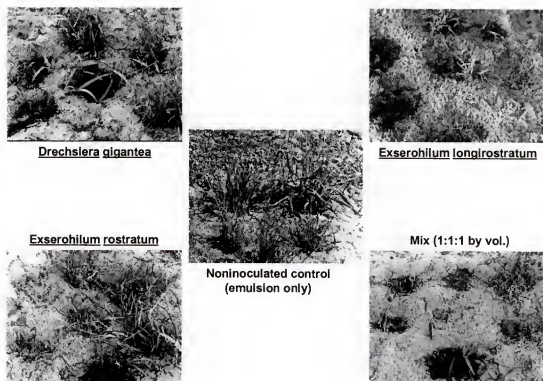 Drechslera gigantea
Exserohilum longirostratum
Exserohilum rostratum
Mix (1:1:1 by vol.)
Noninoculated control
(emulsion only)